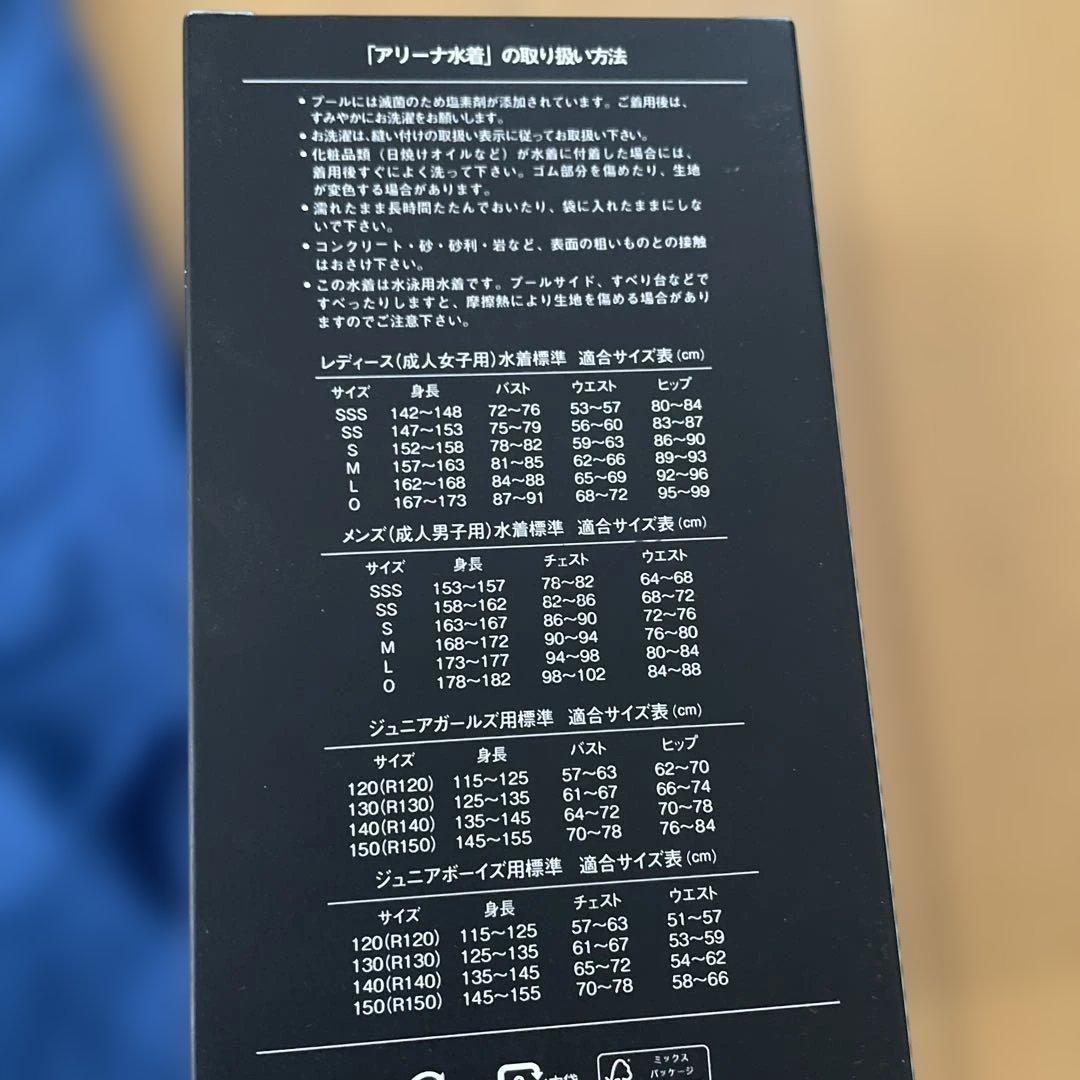 「アリーナ水着」の取り扱い方法
• プールには滅菌のため塩素剤が添加されています。ご着用後は、
すみやかにお洗濯をお願いします。
• お洗濯は、縫い付けの取扱い表示に従ってお取扱い下さい。
• 化粧品類（日焼けオイルなど）が水着に付着した場合には、
着用後すぐによく洗って下さい。ゴム部分を傷めたり、生地
が変色する場合があります。
• 濡れたまま長時間たたんでおいたり、袋に入れたままにしな
いで下さい。
• コンクリート・砂・砂利・岩など、表面の粗いものとの接触
はおさけ下さい。
• この水着は水泳用水着です。プールサイド、すべり台などで
すべったりしますと、摩擦熱により生地を傷める場合があり
ますのでご注意下さい。
レディース（成人女子用）水着標準 適合サイズ表（cm）
サイズ 身長 バスト ウエスト ヒップ
SSS 142～148 72～76 53～57 80～84
SS 147～153 75～79 56～60 83～87
S 152～158 78～82 59～63 86～90
M 157～163 81～85 62～66 89～93
L 162～168 84～88 65～69 92～96
O 167～173 87～91 68～72 95～99
メンズ（成人男子用）水着標準 適合サイズ表（cm）
サイズ 身長 チェスト ウエスト
SSS 153～157 78～82 64～68
SS 158～162 82～86 68～72
S 163～167 86～90 72～76
M 168～172 90～94 76～80
L 173～177 94～98 80～84
O 178～182 98～102 84～88
ジュニアガールズ用標準 適合サイズ表（cm）
サイズ 身長 バスト ヒップ
120(R120) 115～125 57～63 62～70
130(R130) 125～135 61～67 66～74
140(R140) 135～145 64～72 70～78
150(R150) 145～155 70～78 76～84
ジュニアボーイズ用標準 適合サイズ表（cm）
サイズ 身長 チェスト ウエスト
120(R120) 115～125 57～63 51～57
130(R130) 125～135 61～67 53～59
140(R140) 135～145 65～72 54～62
150(R150) 145～155 70～78 58～66
ミックス
パッケージ